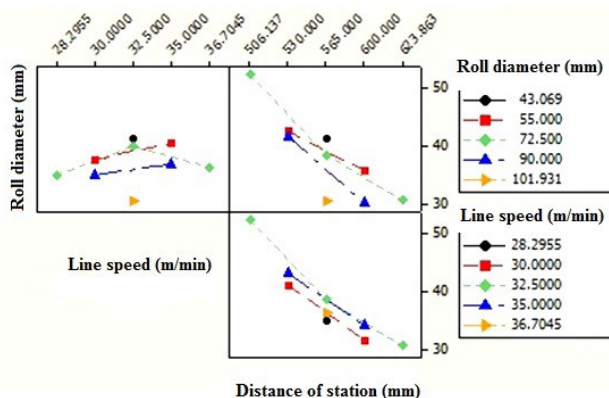 28.2955 30.0000 32.5.000 35.0000 36.7045 506.137 530.000 565.000 600.000 623.863
Roll diameter (mm)
50
40
30
Roll diameter (mm)
43.069
55.000
72.500
90.000
101.931
Line speed (m/min)
50
40
30
Line speed (m/min)
28.2955
30.0000
32.5000
35.0000
36.7045
Distance of station (mm)